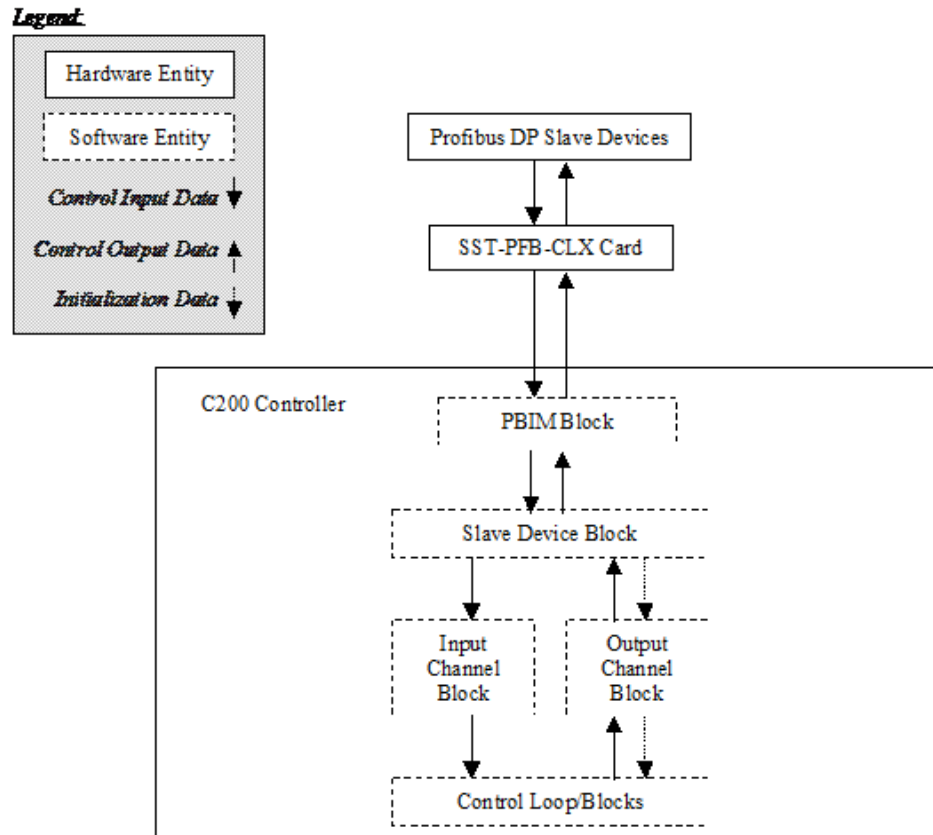 Legend:
Hardware Entity
Software Entity
Control Input Data
Control Output Data
Initialization Data
Profibus DP Slave Devices
SST-PFB-CLX Card
C200 Controller
PBIM Block
Slave Device Block
Input
Channel
Block
Output
Channel
Block
Control Loop/Blocks